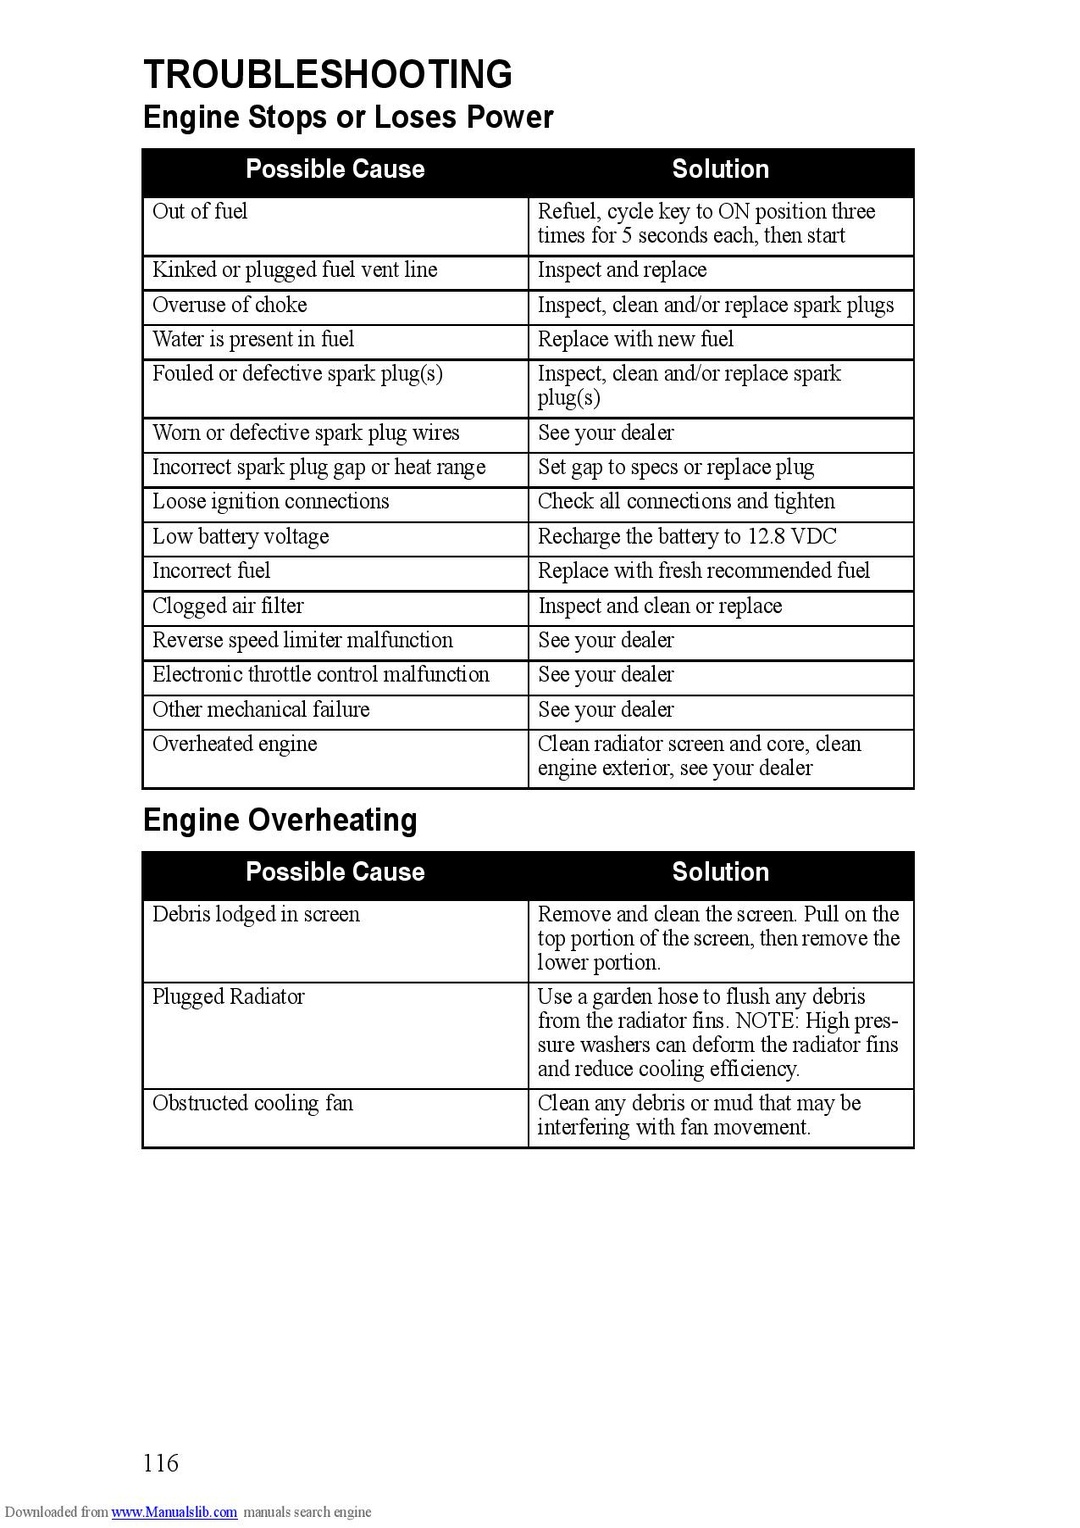 TROUBLESHOOTING
Engine Stops or Loses Power
Possible Cause Solution
Out of fuel Refuel, cycle key to ON position three
times for 5 seconds each, then start
Kinked or plugged fuel vent line Inspect and replace
Overuse of choke Inspect, clean and/or replace spark plugs
Water is present in fuel Replace with new fuel
Fouled or defective spark plug(s) Inspect, clean and/or replace spark
plug(s)
Worn or defective spark plug wires See your dealer
Incorrect spark plug gap or heat range Set gap to specs or replace plug
Loose ignition connections Check all connections and tighten
Low battery voltage Recharge the battery to 12.8 VDC
Incorrect fuel Replace with fresh recommended fuel
Clogged air filter Inspect and clean or replace
Reverse speed limiter malfunction See your dealer
Electronic throttle control malfunction See your dealer
Other mechanical failure See your dealer
Overheated engine Clean radiator screen and core, clean
engine exterior, see your dealer
Engine Overheating
Possible Cause Solution
Debris lodged in screen Remove and clean the screen. Pull on the
top portion of the screen, then remove the
lower portion.
Plugged Radiator Use a garden hose to flush any debris
from the radiator fins. NOTE: High pres-
sure washers can deform the radiator fins
and reduce cooling efficiency.
Obstructed cooling fan Clean any debris or mud that may be
interfering with fan movement.
116
Downloaded from www.Manualslib.com manuals search engine